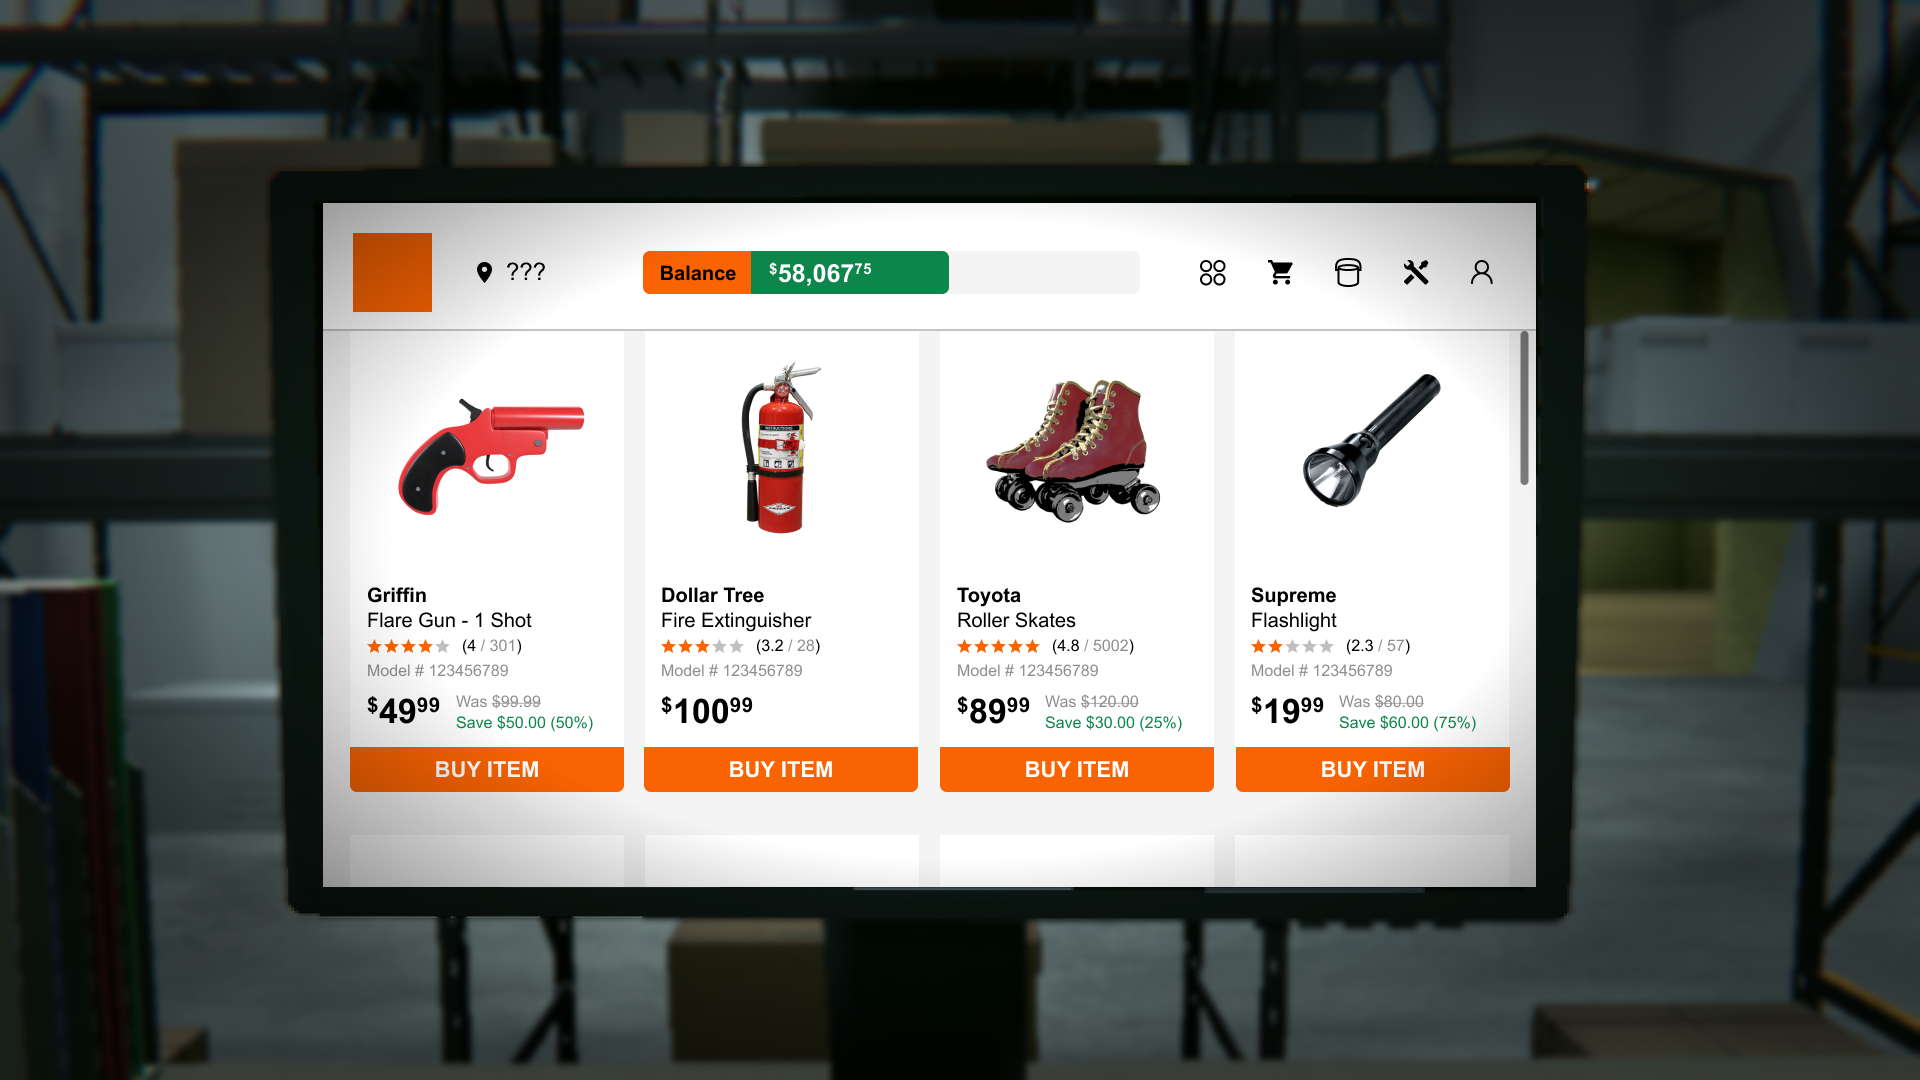 ???
Balance $58,067 75
Griffin
Flare Gun - 1 Shot
(4 / 301)
Model # 123456789
$49 99 Was $99.99
Save $50.00 (50%)
BUY ITEM
INSTRUCTIONS
Dollar Tree
Fire Extinguisher
(3.2 / 28)
Model # 123456789
$100 99
BUY ITEM
Toyota
Roller Skates
(4.8 / 5002)
Model # 123456789
$89 99 Was $120.00
Save $30.00 (25%)
BUY ITEM
Supreme
Flashlight
(2.3 / 57)
Model # 123456789
$19 99 Was $80.00
Save $60.00 (75%)
BUY ITEM